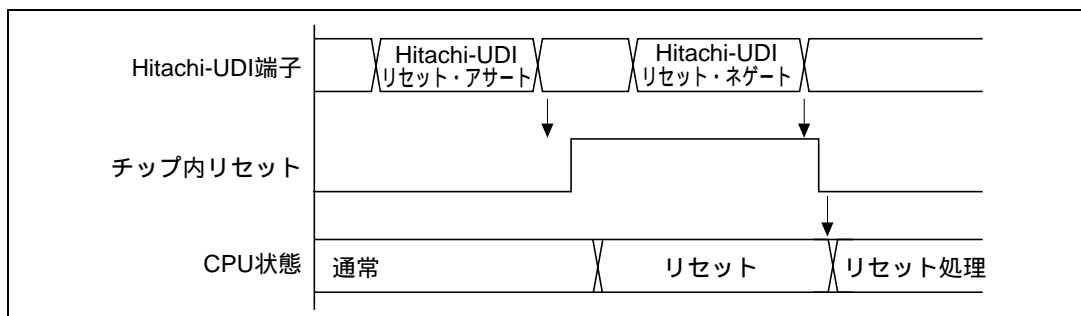 Hitachi-UDI端子
Hitachi-UDI
リセット・アサート
Hitachi-UDI
リセット・ネゲート
チップ内リセット
CPU状態
通常
リセット
リセット処理